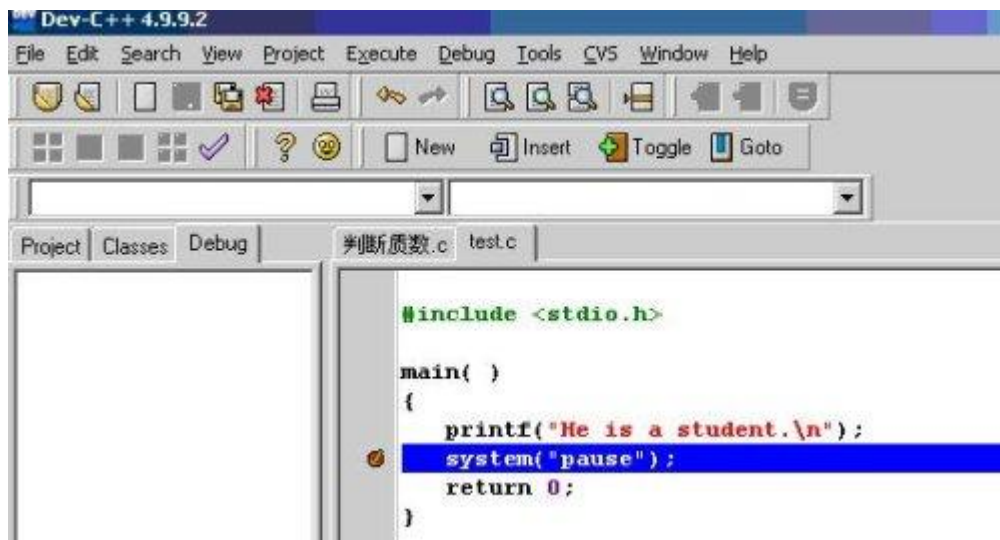 Dev-C++ 4.9.9.2
File Edit Search View Project Execute Debug Tools CVS Window Help
New Insert Toggle Goto
Project Classes Debug
判断质数.c test.c
#include <stdio.h>
main( )
{
printf("He is a student.\n");
system("pause");
return 0;
}